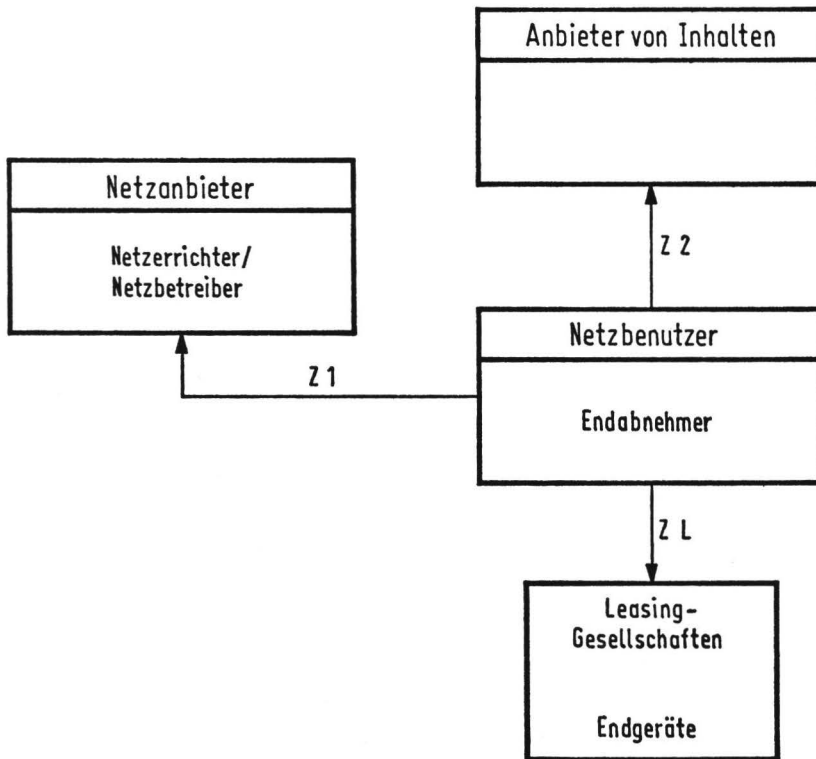 Anbieter von Inhalten
Netzanbieter
Netzerrichter/
Netzbetreiber
Z 2
Netzbenutzer
Z 1
Endabnehmer
Z L
Leasing-
Gesellschaften
Endgeräte